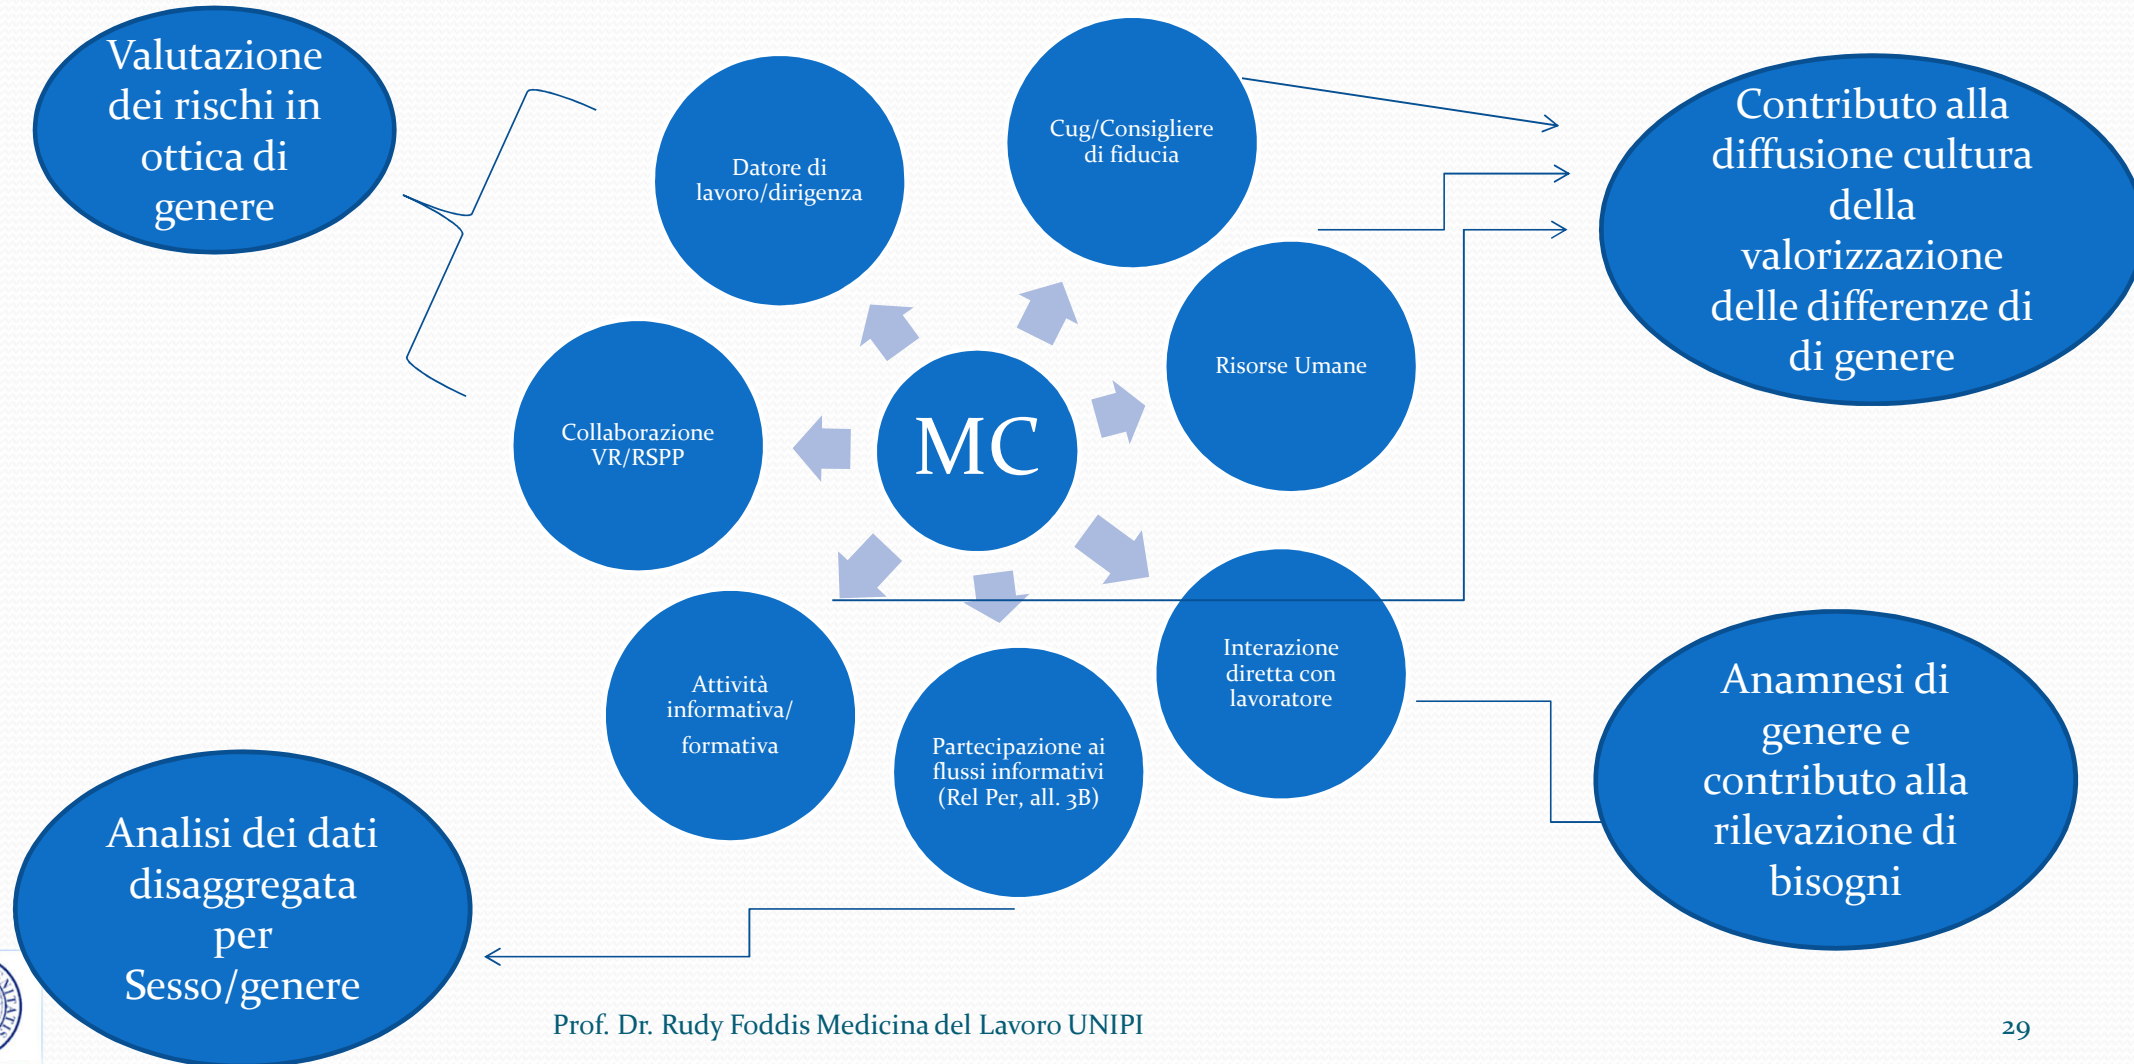 Valutazione
dei rischi in
ottica di
genere
Datore di
lavoro/dirigenza
Cug/Consigliere
di fiducia
Contributo alla
diffusione cultura
della
valorizzazione
delle differenze di
di genere
Risorse Umane
MC
Collaborazione
VR/RSPP
Attività
informativa/
formativa
Partecipazione ai
flussi informativi
(Rel Per, all. 3B)
Interazione
diretta con
lavoratore
Anamnesi di
genere e
contributo alla
rilevazione di
bisogni
Analisi dei dati
disaggregata
per
Sesso/genere
Prof. Dr. Rudy Foddis Medicina del Lavoro UNIPI
29